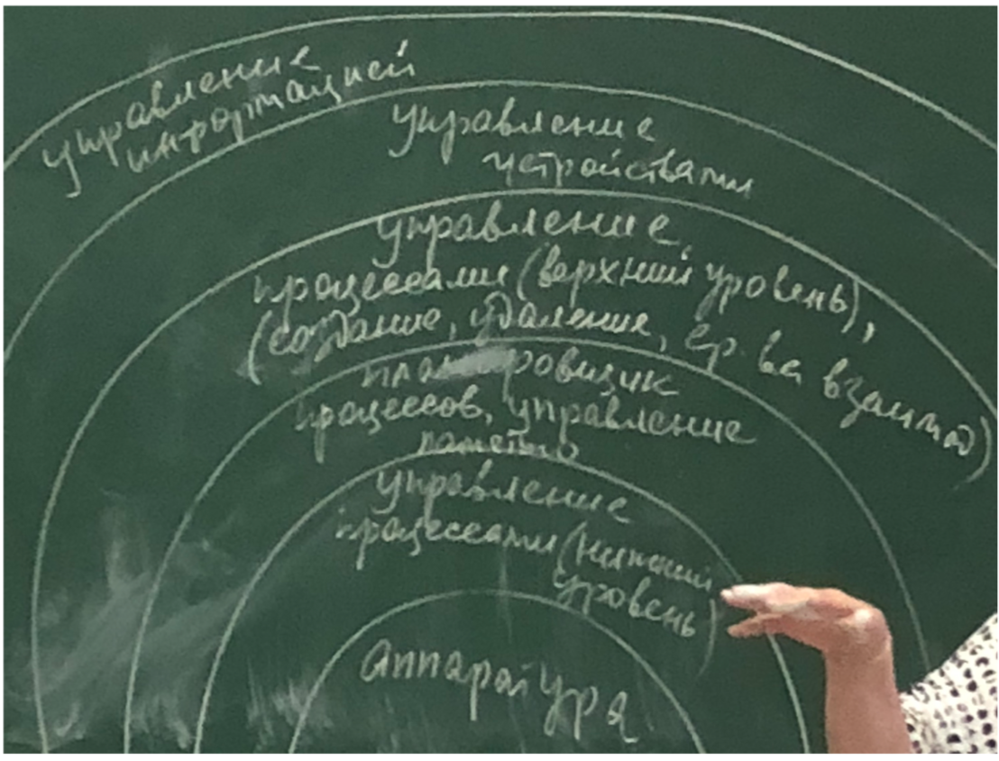 управление
информацией
управление
устройствами
управление
процессами (верхний уровень),
(создание, удаление, ср-ва взаимод)
планировщик
процессов, управление
памятью
управление
процессами (нижний
уровень)
аппаратура